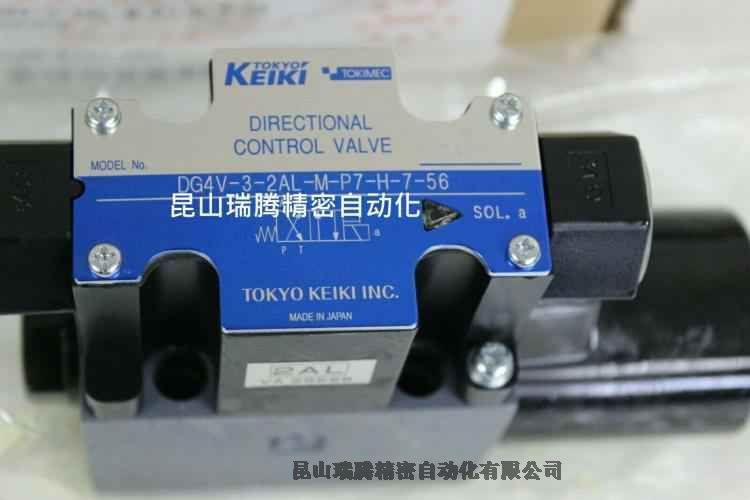 TOKYO
KEIKI
TOKIMEC
DIRECTIONAL
CONTROL VALVE
MODEL No.
DG4V-3-2AL-M-P7-H-7-56
昆山瑞腾精密自动化
SOL. a
a
P T
TOKYO KEIKI INC.
MADE IN JAPAN
2AL
昆山瑞腾精密自动化有限公司